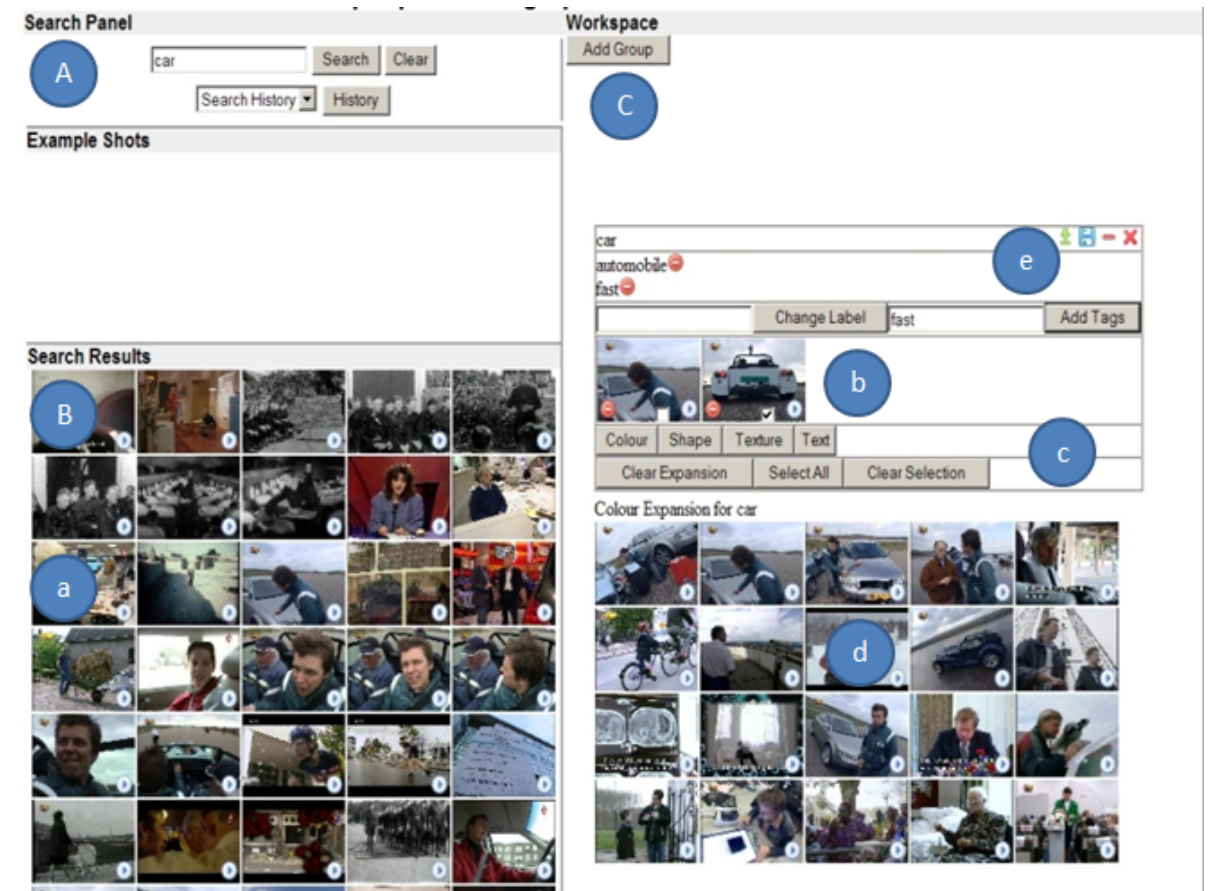 Search Panel
A
car Search Clear
Search History History
Example Shots
Search Results
B
a
Workspace
Add Group
C
car
e
automobile
fast
Change Label fast Add Tags
b
Colour Shape Texture Text
c
Clear Expansion Select All Clear Selection
Colour Expansion for car
d